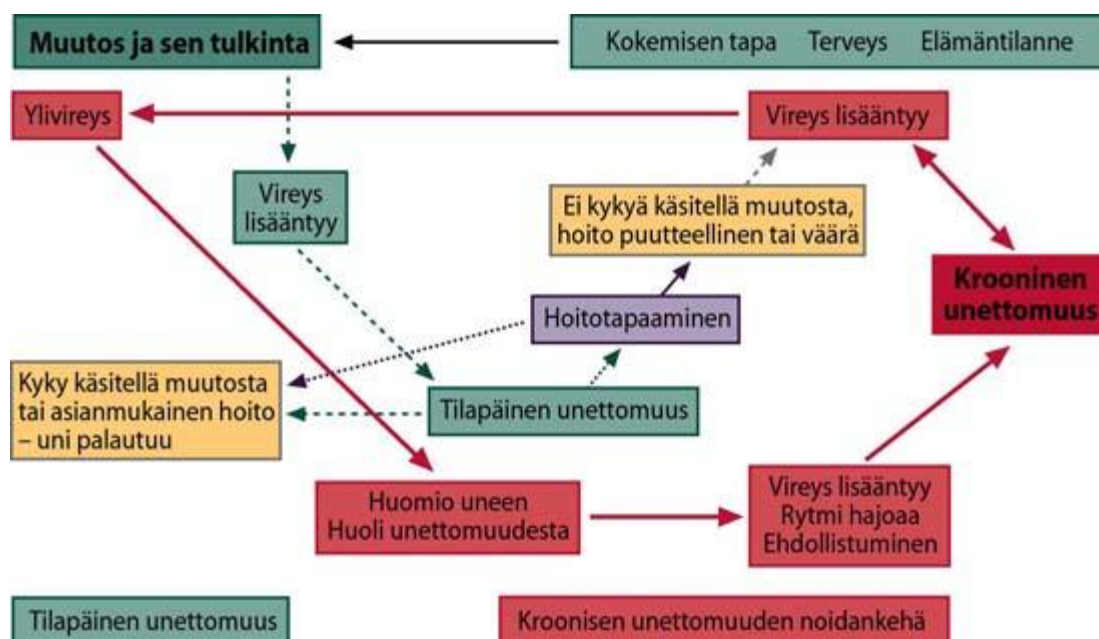 Muutos ja sen tulkinta
Kokemisen tapa Terveys Elämäntilanne
Ylivireys
Vireys lisääntyy
Vireys
lisääntyy
Ei kykyä käsitellä muutosta,
hoito puutteellinen tai väärä
Krooninen
unettomuus
Hoitotapaaminen
Kyky käsitellä muutosta
tai asianmukainen hoito
– uni palautuu
Tilapäinen unettomuus
Huomio uneen
Huoli unettomuudesta
Vireys lisääntyy
Rytmi hajoaa
Ehdollistuminen
Tilapäinen unettomuus
Kroonisen unettomuuden noidankehä